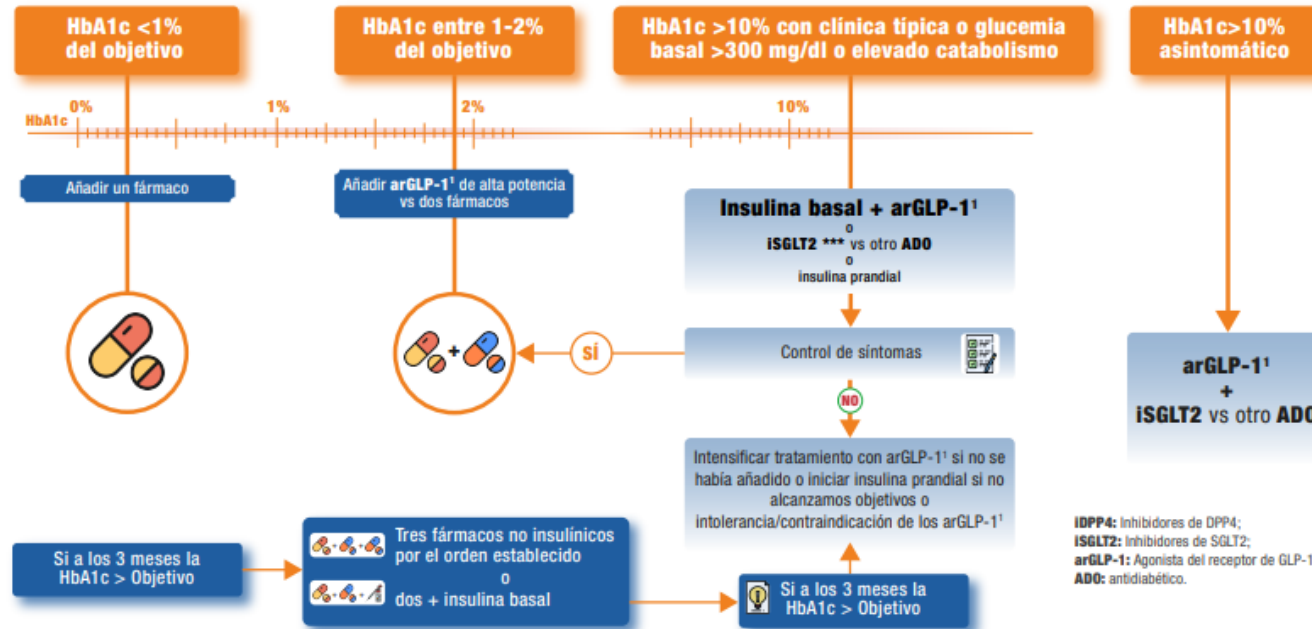 HbA1c <1%
del objetivo
HbA1c entre 1-2%
del objetivo
HbA1c >10% con clínica típica o glucemia
basal >300 mg/dl o elevado catabolismo
HbA1c>10%
asintomático
0%
1%
2%
10%
HbA1c
Añadir un fármaco
Añadir arGLP-1¹ de alta potencia
vs dos fármacos
Insulina basal + arGLP-1¹
o
iSGLT2 *** vs otro ADO
o
insulina prandial
+
SÍ
Control de síntomas
NO
arGLP-1¹
+
iSGLT2 vs otro ADO
Intensificar tratamiento con arGLP-1¹ si no se
había añadido o iniciar insulina prandial si no
alcanzamos objetivos o
intolerancia/contraindicación de los arGLP-1¹
Si a los 3 meses la
HbA1c > Objetivo
+ +
Tres fármacos no insulínicos
por el orden establecido
o
+ +
dos + insulina basal
Si a los 3 meses la
HbA1c > Objetivo
iDPP4: Inhibidores de DPP4;
iSGLT2: Inhibidores de SGLT2;
arGLP-1: Agonista del receptor de GLP-1
ADO: antidiabético.